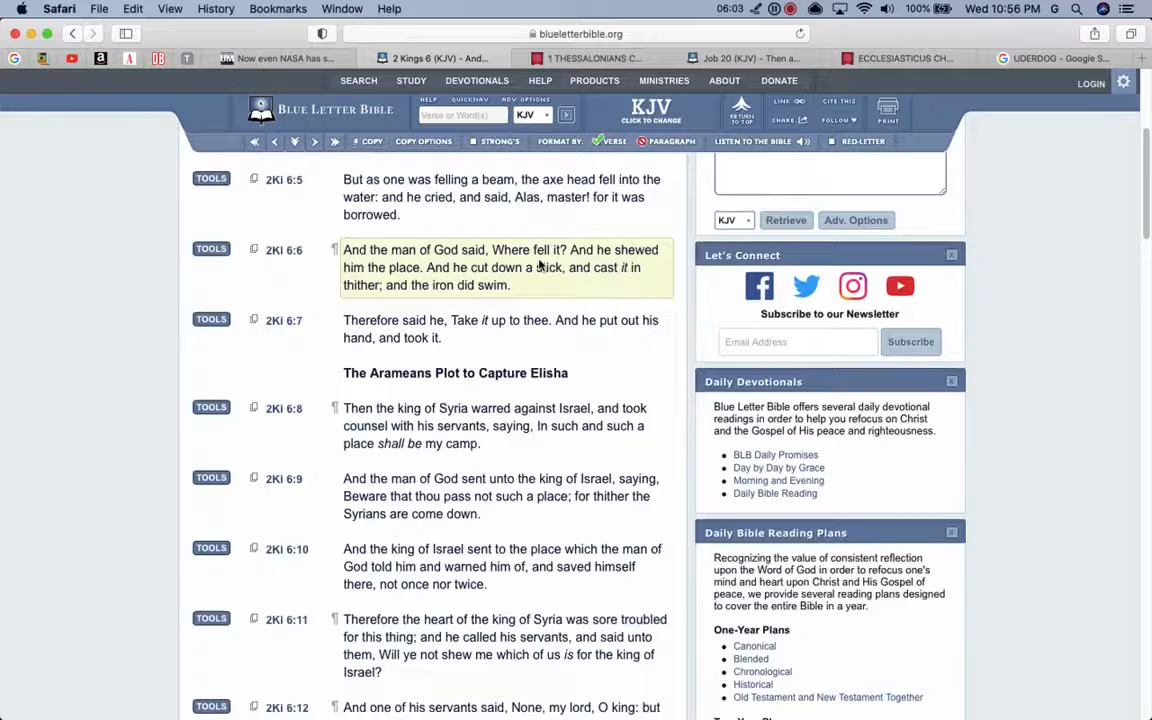 Safari File Edit View History Bookmarks Window Help 06:03 100% Wed 10:56 PM G
blueletterbible.org
Now even NASA has s... 2 Kings 6 (KJV) - And... 1 THESSALONIANS C... Job 20 (KJV) - Then a... ECCLESIASTICUS CH... UDERDOG - Google S...
SEARCH STUDY DEVOTIONALS HELP PRODUCTS MINISTRIES ABOUT DONATE LOGIN
BLUE LETTER BIBLE
HELP QUICKNAV ADV. OPTIONS
Verse or Word(s) KJV
KJV
CLICK TO CHANGE
RETURN TO TOP
LINK CITE THIS
SHARE FOLLOW PRINT
COPY COPY OPTIONS STRONG'S FORMAT BY: VERSE PARAGRAPH LISTEN TO THE BIBLE RED-LETTER
TOOLS 2Ki 6:5 But as one was felling a beam, the axe head fell into the
water: and he cried, and said, Alas, master! for it was
borrowed.
TOOLS 2Ki 6:6 ¶ And the man of God said, Where fell it? And he shewed
him the place. And he cut down a stick, and cast it in
thither; and the iron did swim.
TOOLS 2Ki 6:7 Therefore said he, Take it up to thee. And he put out his
hand, and took it.
The Arameans Plot to Capture Elisha
TOOLS 2Ki 6:8 ¶ Then the king of Syria warred against Israel, and took
counsel with his servants, saying, In such and such a
place shall be my camp.
TOOLS 2Ki 6:9 And the man of God sent unto the king of Israel, saying,
Beware that thou pass not such a place; for thither the
Syrians are come down.
TOOLS 2Ki 6:10 And the king of Israel sent to the place which the man of
God told him and warned him of, and saved himself
there, not once nor twice.
TOOLS 2Ki 6:11 ¶ Therefore the heart of the king of Syria was sore troubled
for this thing; and he called his servants, and said unto
them, Will ye not shew me which of us is for the king of
Israel?
TOOLS 2Ki 6:12 ¶ And one of his servants said, None, my lord, O king: but
KJV Retrieve Adv. Options
Let's Connect
Subscribe to our Newsletter
Email Address Subscribe
Daily Devotionals
Blue Letter Bible offers several daily devotional
readings in order to help you refocus on Christ
and the Gospel of His peace and righteousness.
BLB Daily Promises
Day by Day by Grace
Morning and Evening
Daily Bible Reading
Daily Bible Reading Plans
Recognizing the value of consistent reflection
upon the Word of God in order to refocus one's
mind and heart upon Christ and His Gospel of
peace, we provide several reading plans designed
to cover the entire Bible in a year.
One-Year Plans
Canonical
Blended
Chronological
Historical
Old Testament and New Testament Together